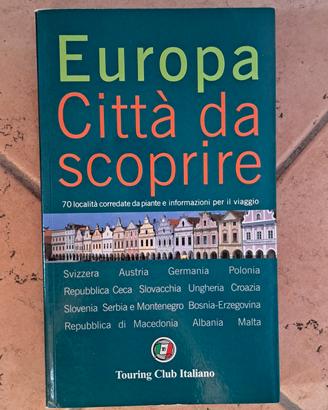 Europa
Città da
scoprire
70 località corredate da piante e informazioni per il viaggio
Svizzera Austria Germania Polonia
Repubblica Ceca Slovacchia Ungheria Croazia
Slovenia Serbia e Montenegro Bosnia-Erzegovina
Repubblica di Macedonia Albania Malta
Touring Club Italiano